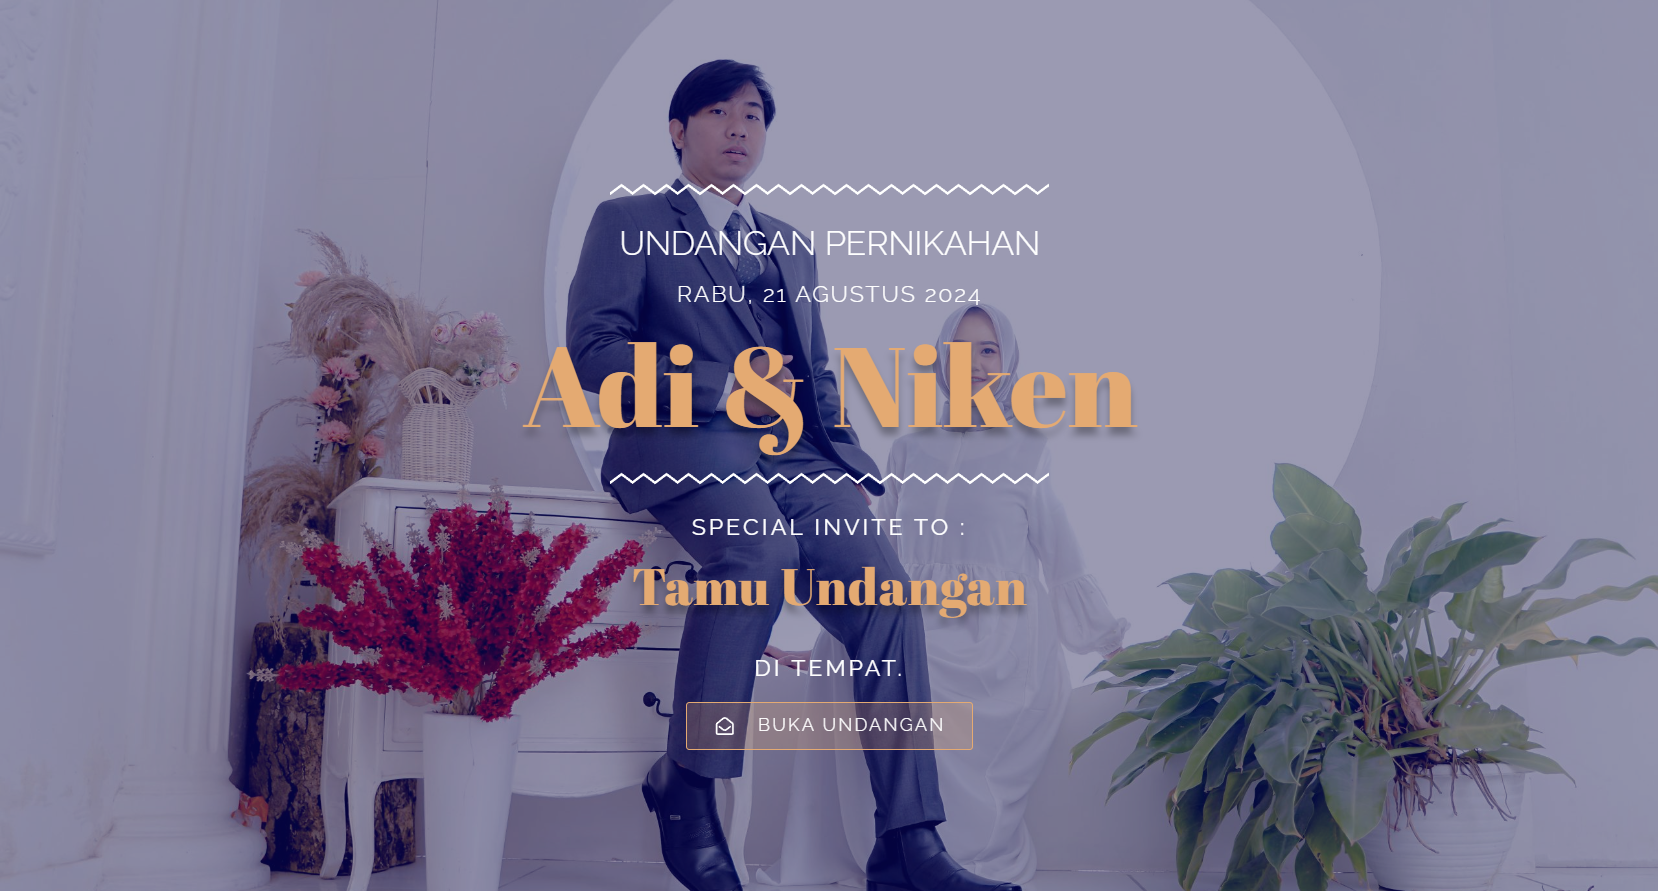 UNDANGAN PERNIKAHAN
RABU, 21 AGUSTUS 2024
Adi & Niken
SPECIAL INVITE TO :
Tamu Undangan
DI TEMPAT.
BUKA UNDANGAN